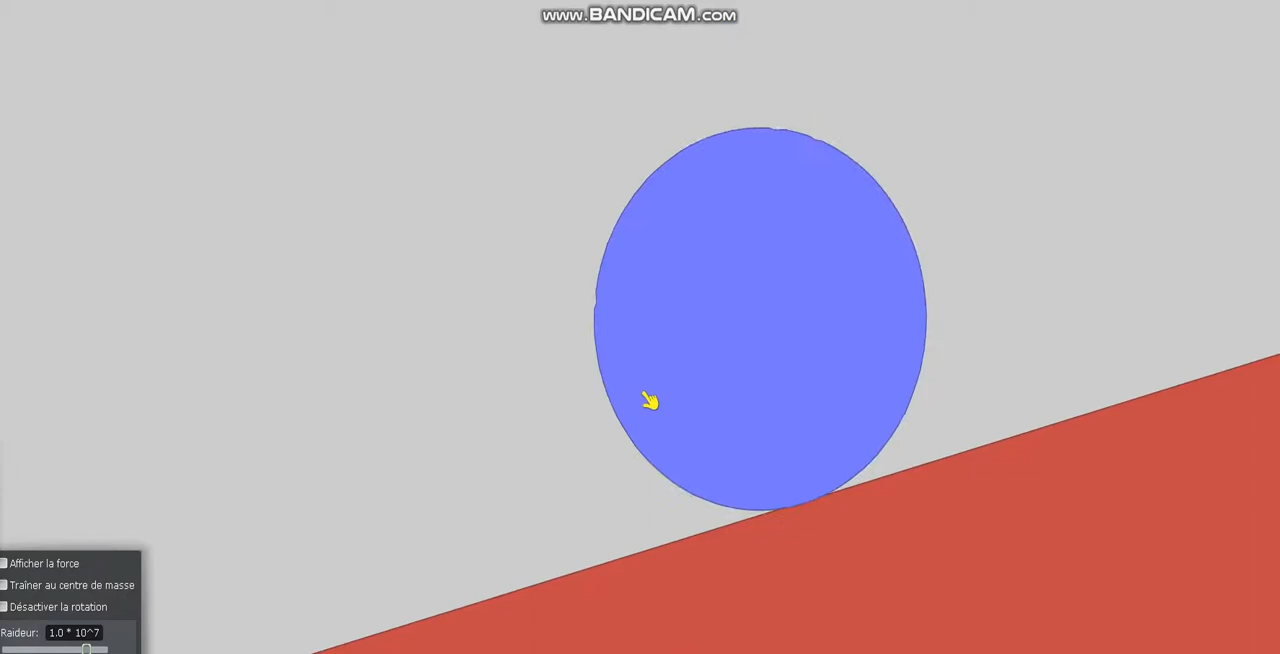 www.BANDICAM.com
Afficher la force
Traîner au centre de masse
Désactiver la rotation
Raideur: 1.0 * 10^7